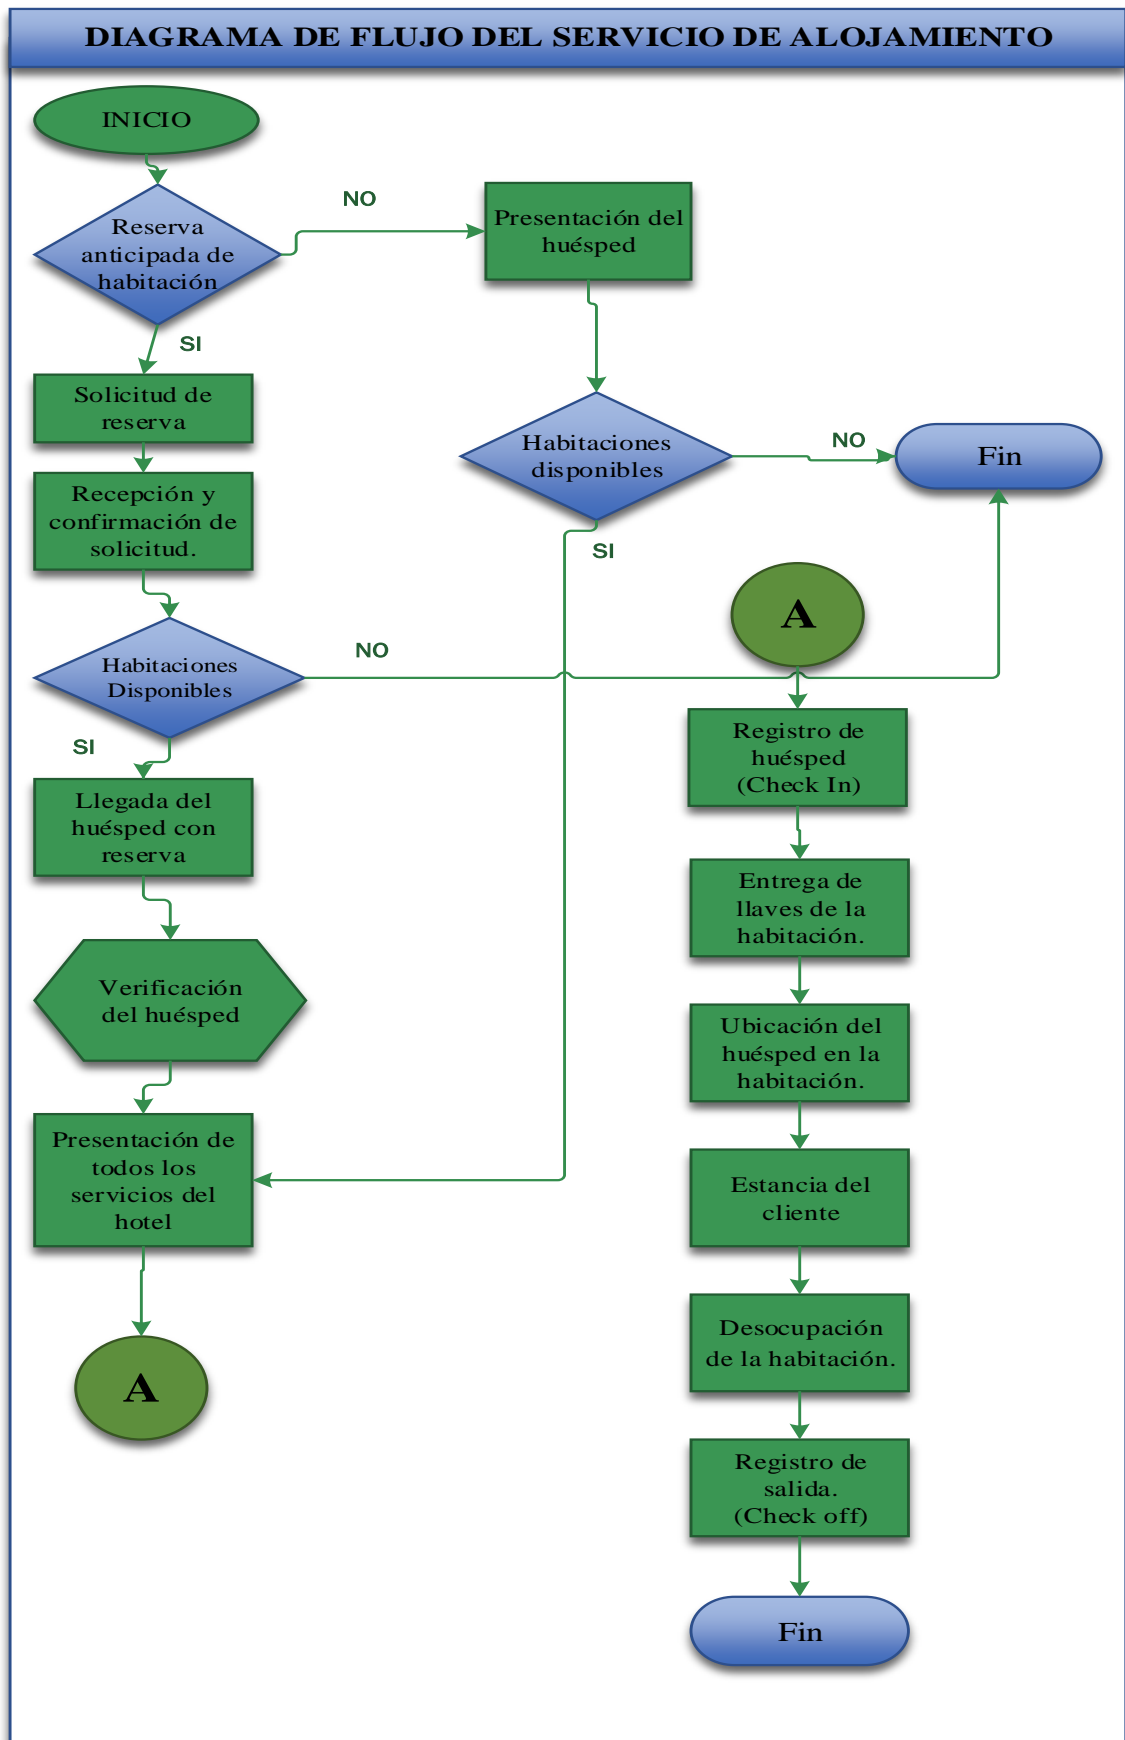 DIAGRAMA DE FLUJO DEL SERVICIO DE ALOJAMIENTO
INICIO
Reserva
anticipada de
habitación
NO
Presentación del
huésped
SI
Solicitud de
reserva
Habitaciones
disponibles
NO
Fin
SI
Recepción y
confirmación de
solicitud.
Habitaciones
Disponibles
NO
SI
Llegada del
huésped con
reserva
Verificación
del huésped
Presentación de
todos los
servicios del
hotel
A
A
Registro de
huésped
(Check In)
Entrega de
llaves de la
habitación.
Ubicación del
huésped en la
habitación.
Estancia del
cliente
Desocupación
de la habitación.
Registro de
salida.
(Check off)
Fin